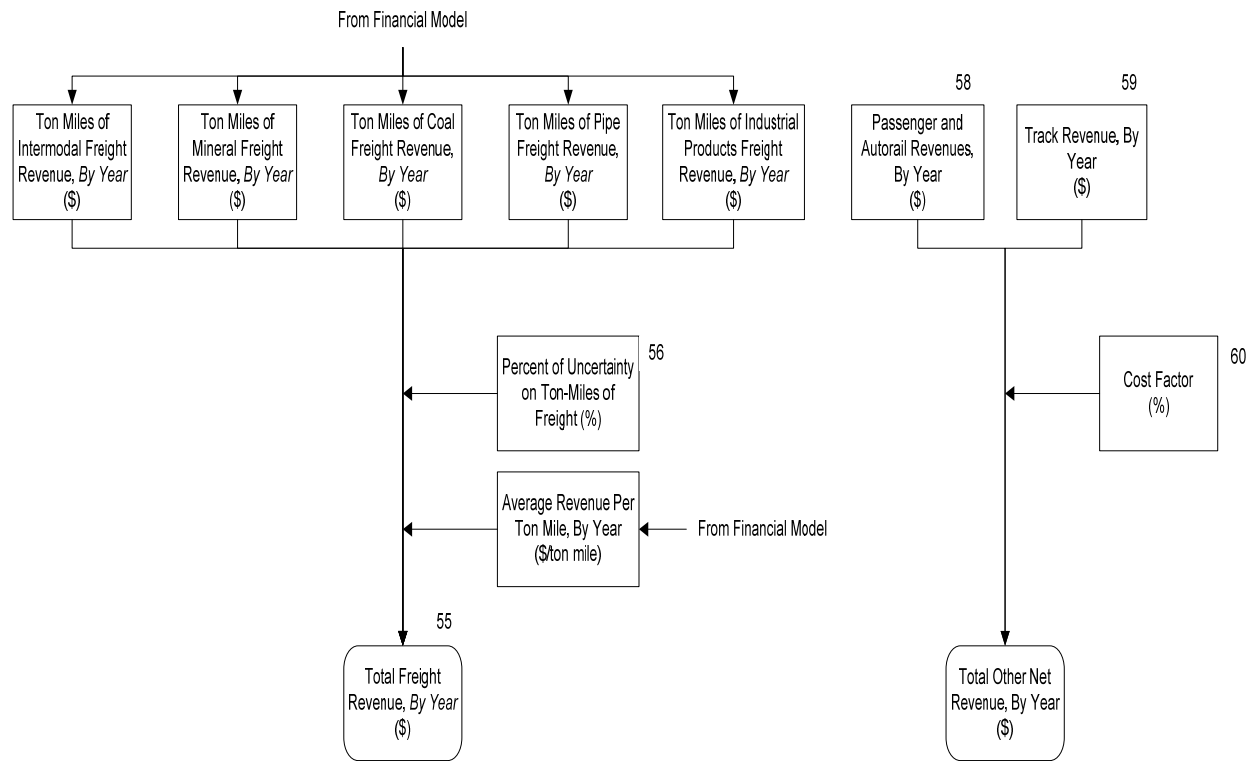 From Financial Model
58
59
Ton Miles of
Intermodal Freight
Revenue, By Year
($)
Ton Miles of
Mineral Freight
Revenue, By Year
($)
Ton Miles of Coal
Freight Revenue,
By Year
($)
Ton Miles of Pipe
Freight Revenue,
By Year
($)
Ton Miles of Industrial
Products Freight
Revenue, By Year
($)
Passenger and
Autorail Revenues,
By Year
($)
Track Revenue, By
Year
($)
Percent of Uncertainty
on Ton-Miles of
Freight (%)
56
Cost Factor
(%)
60
Average Revenue Per
Ton Mile, By Year
($/ton mile)
From Financial Model
55
Total Freight
Revenue, By Year
($)
Total Other Net
Revenue, By Year
($)